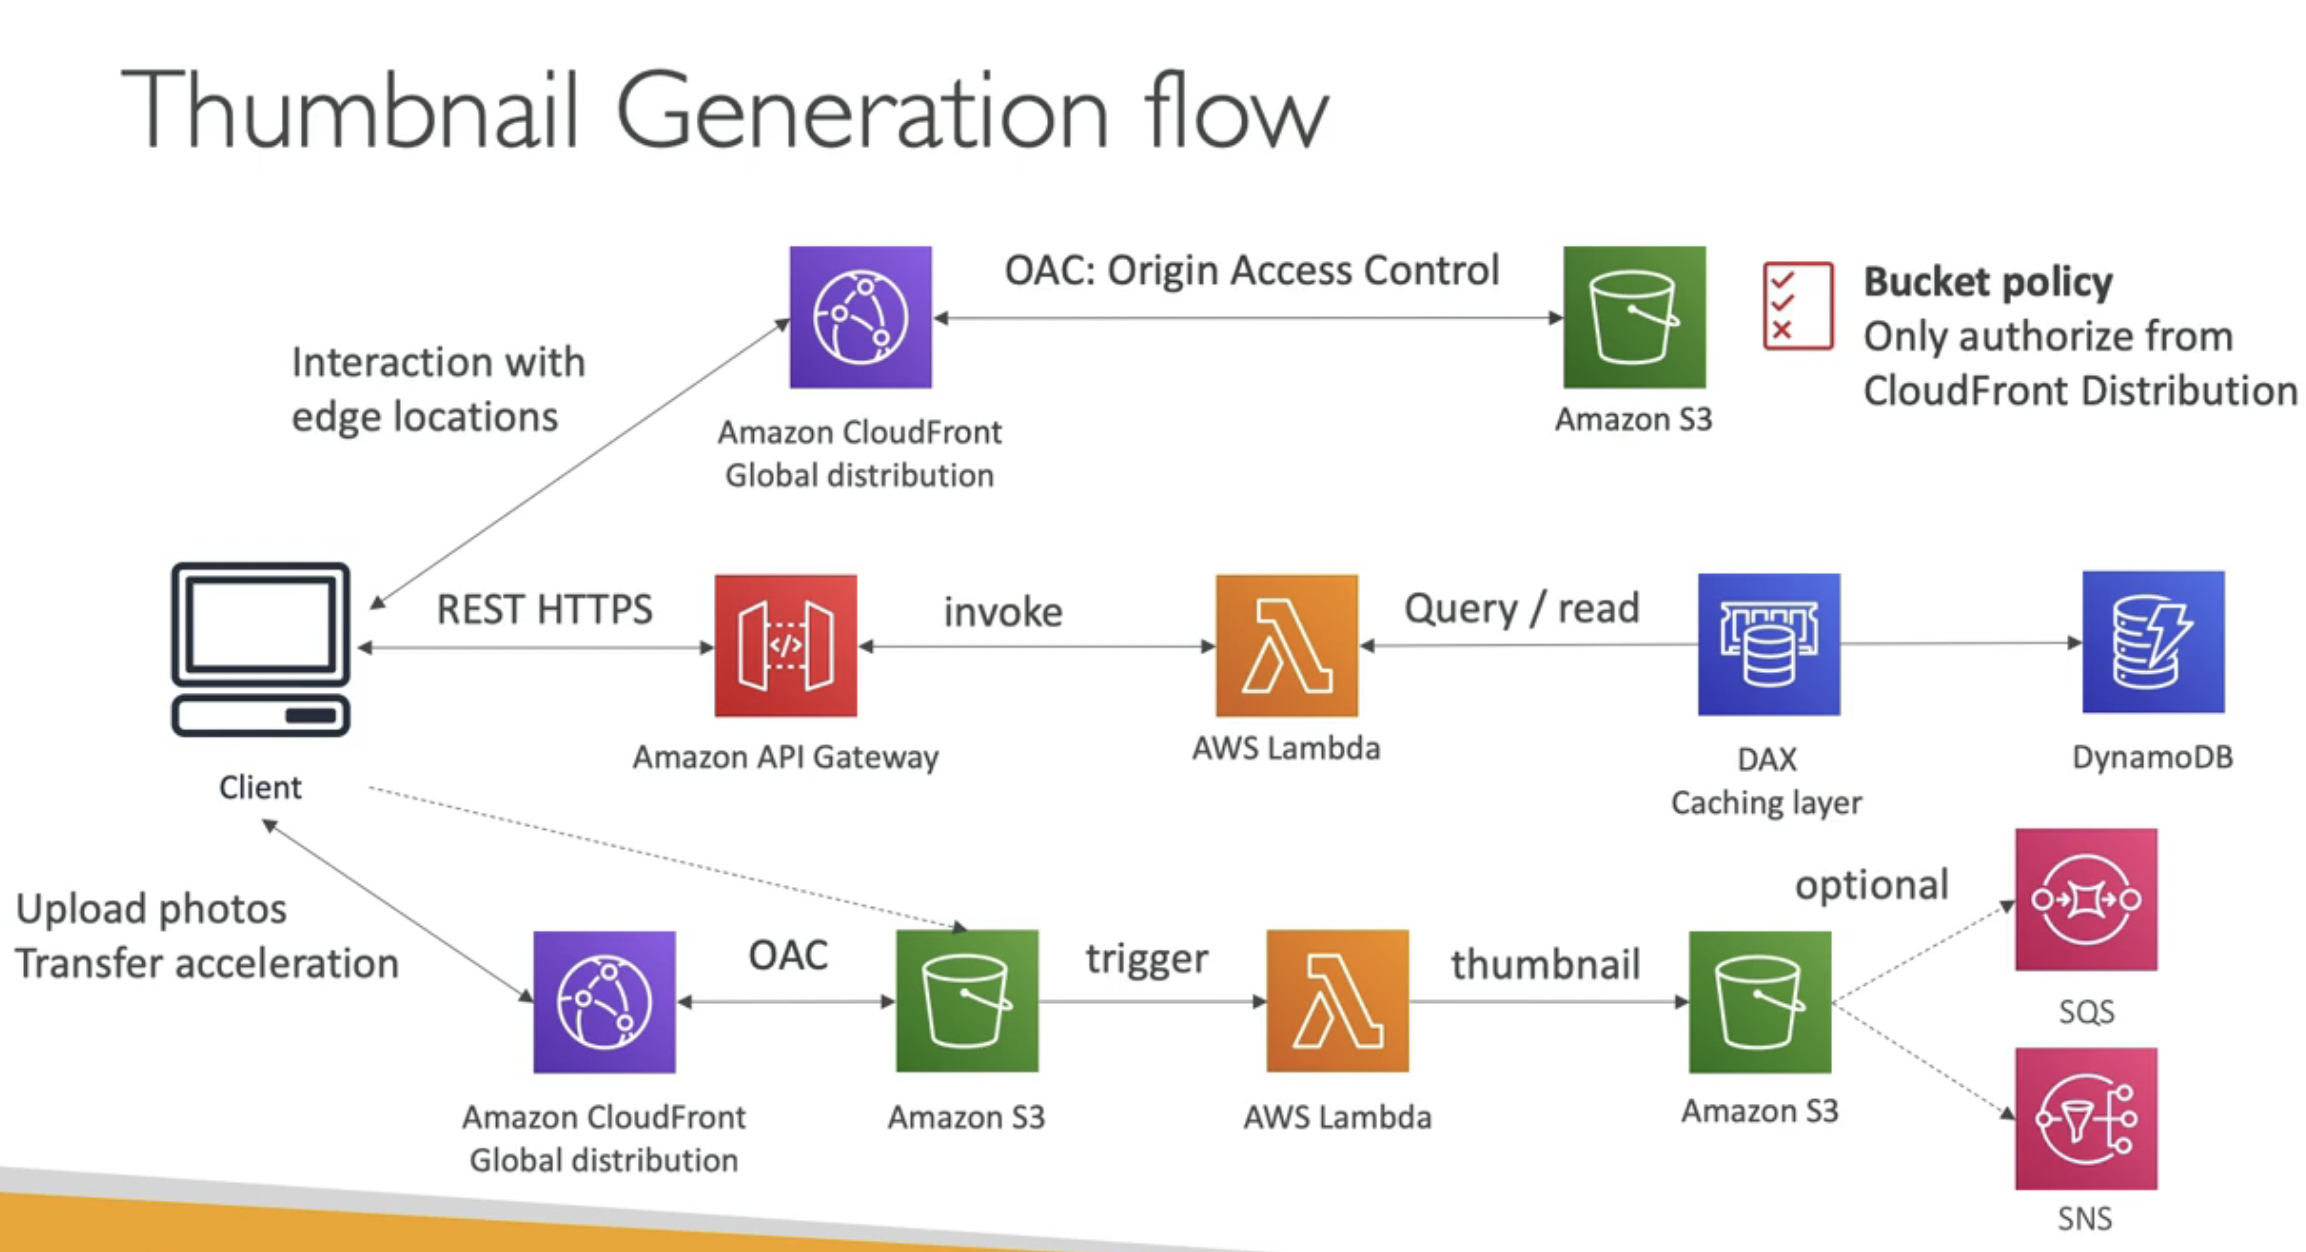 Thumbnail Generation flow
OAC: Origin Access Control
Bucket policy
Only authorize from
CloudFront Distribution
Interaction with
edge locations
Amazon CloudFront
Global distribution
Amazon S3
REST HTTPS
invoke
Query / read
</>
Client
Amazon API Gateway
AWS Lambda
DAX
Caching layer
DynamoDB
Upload photos
Transfer acceleration
OAC
trigger
thumbnail
optional
Amazon CloudFront
Global distribution
Amazon S3
AWS Lambda
Amazon S3
SQS
SNS